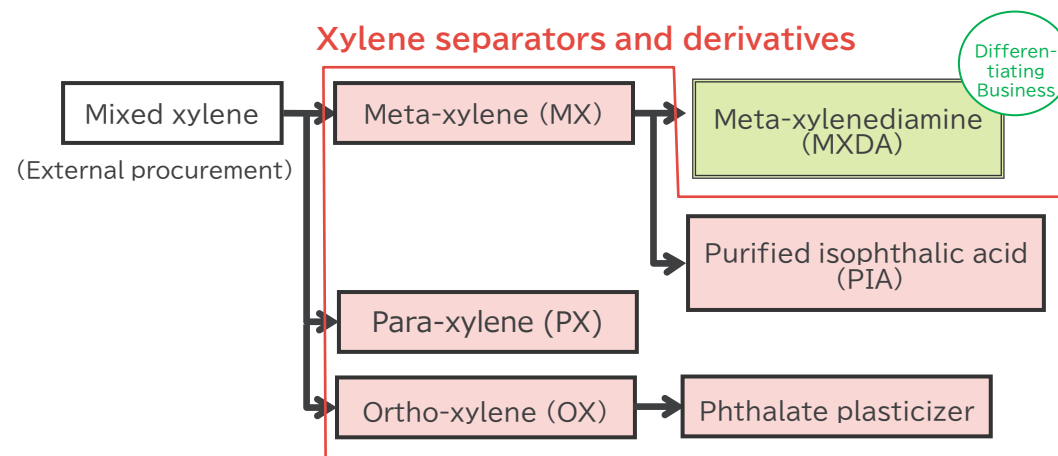 Xylene separators and derivatives
Differen-
tiating
Business
Mixed xylene
(External procurement)
Meta-xylene (MX)
Meta-xylenediamine
(MXDA)
Purified isophthalic acid
(PIA)
Para-xylene (PX)
Ortho-xylene (OX)
Phthalate plasticizer